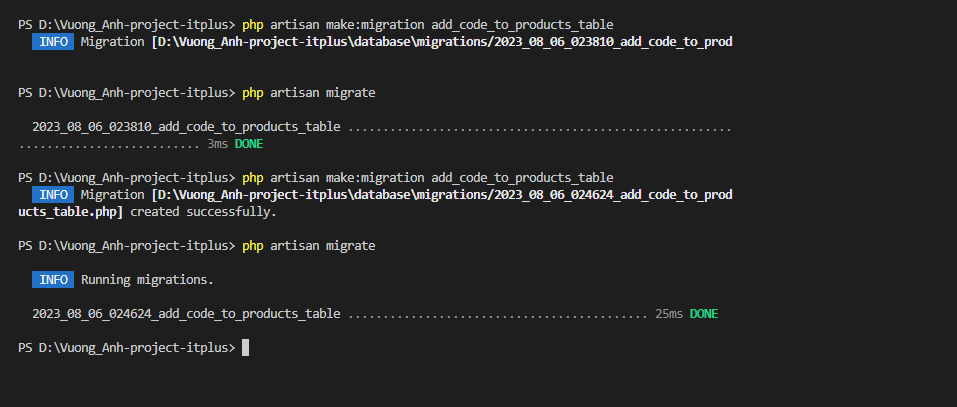 PS D:\Vuong_Anh-project-itplus> php artisan make:migration add_code_to_products_table
INFO Migration [D:\Vuong_Anh-project-itplus\database\migrations/2023_08_06_023810_add_code_to_prod
PS D:\Vuong_Anh-project-itplus> php artisan migrate
2023_08_06_023810_add_code_to_products_table .......................................................
.......................... 3ms DONE
PS D:\Vuong_Anh-project-itplus> php artisan make:migration add_code_to_products_table
INFO Migration [D:\Vuong_Anh-project-itplus\database\migrations/2023_08_06_024624_add_code_to_prod
ucts_table.php] created successfully.
PS D:\Vuong_Anh-project-itplus> php artisan migrate
INFO Running migrations.
2023_08_06_024624_add_code_to_products_table ........................................... 25ms DONE
PS D:\Vuong_Anh-project-itplus>